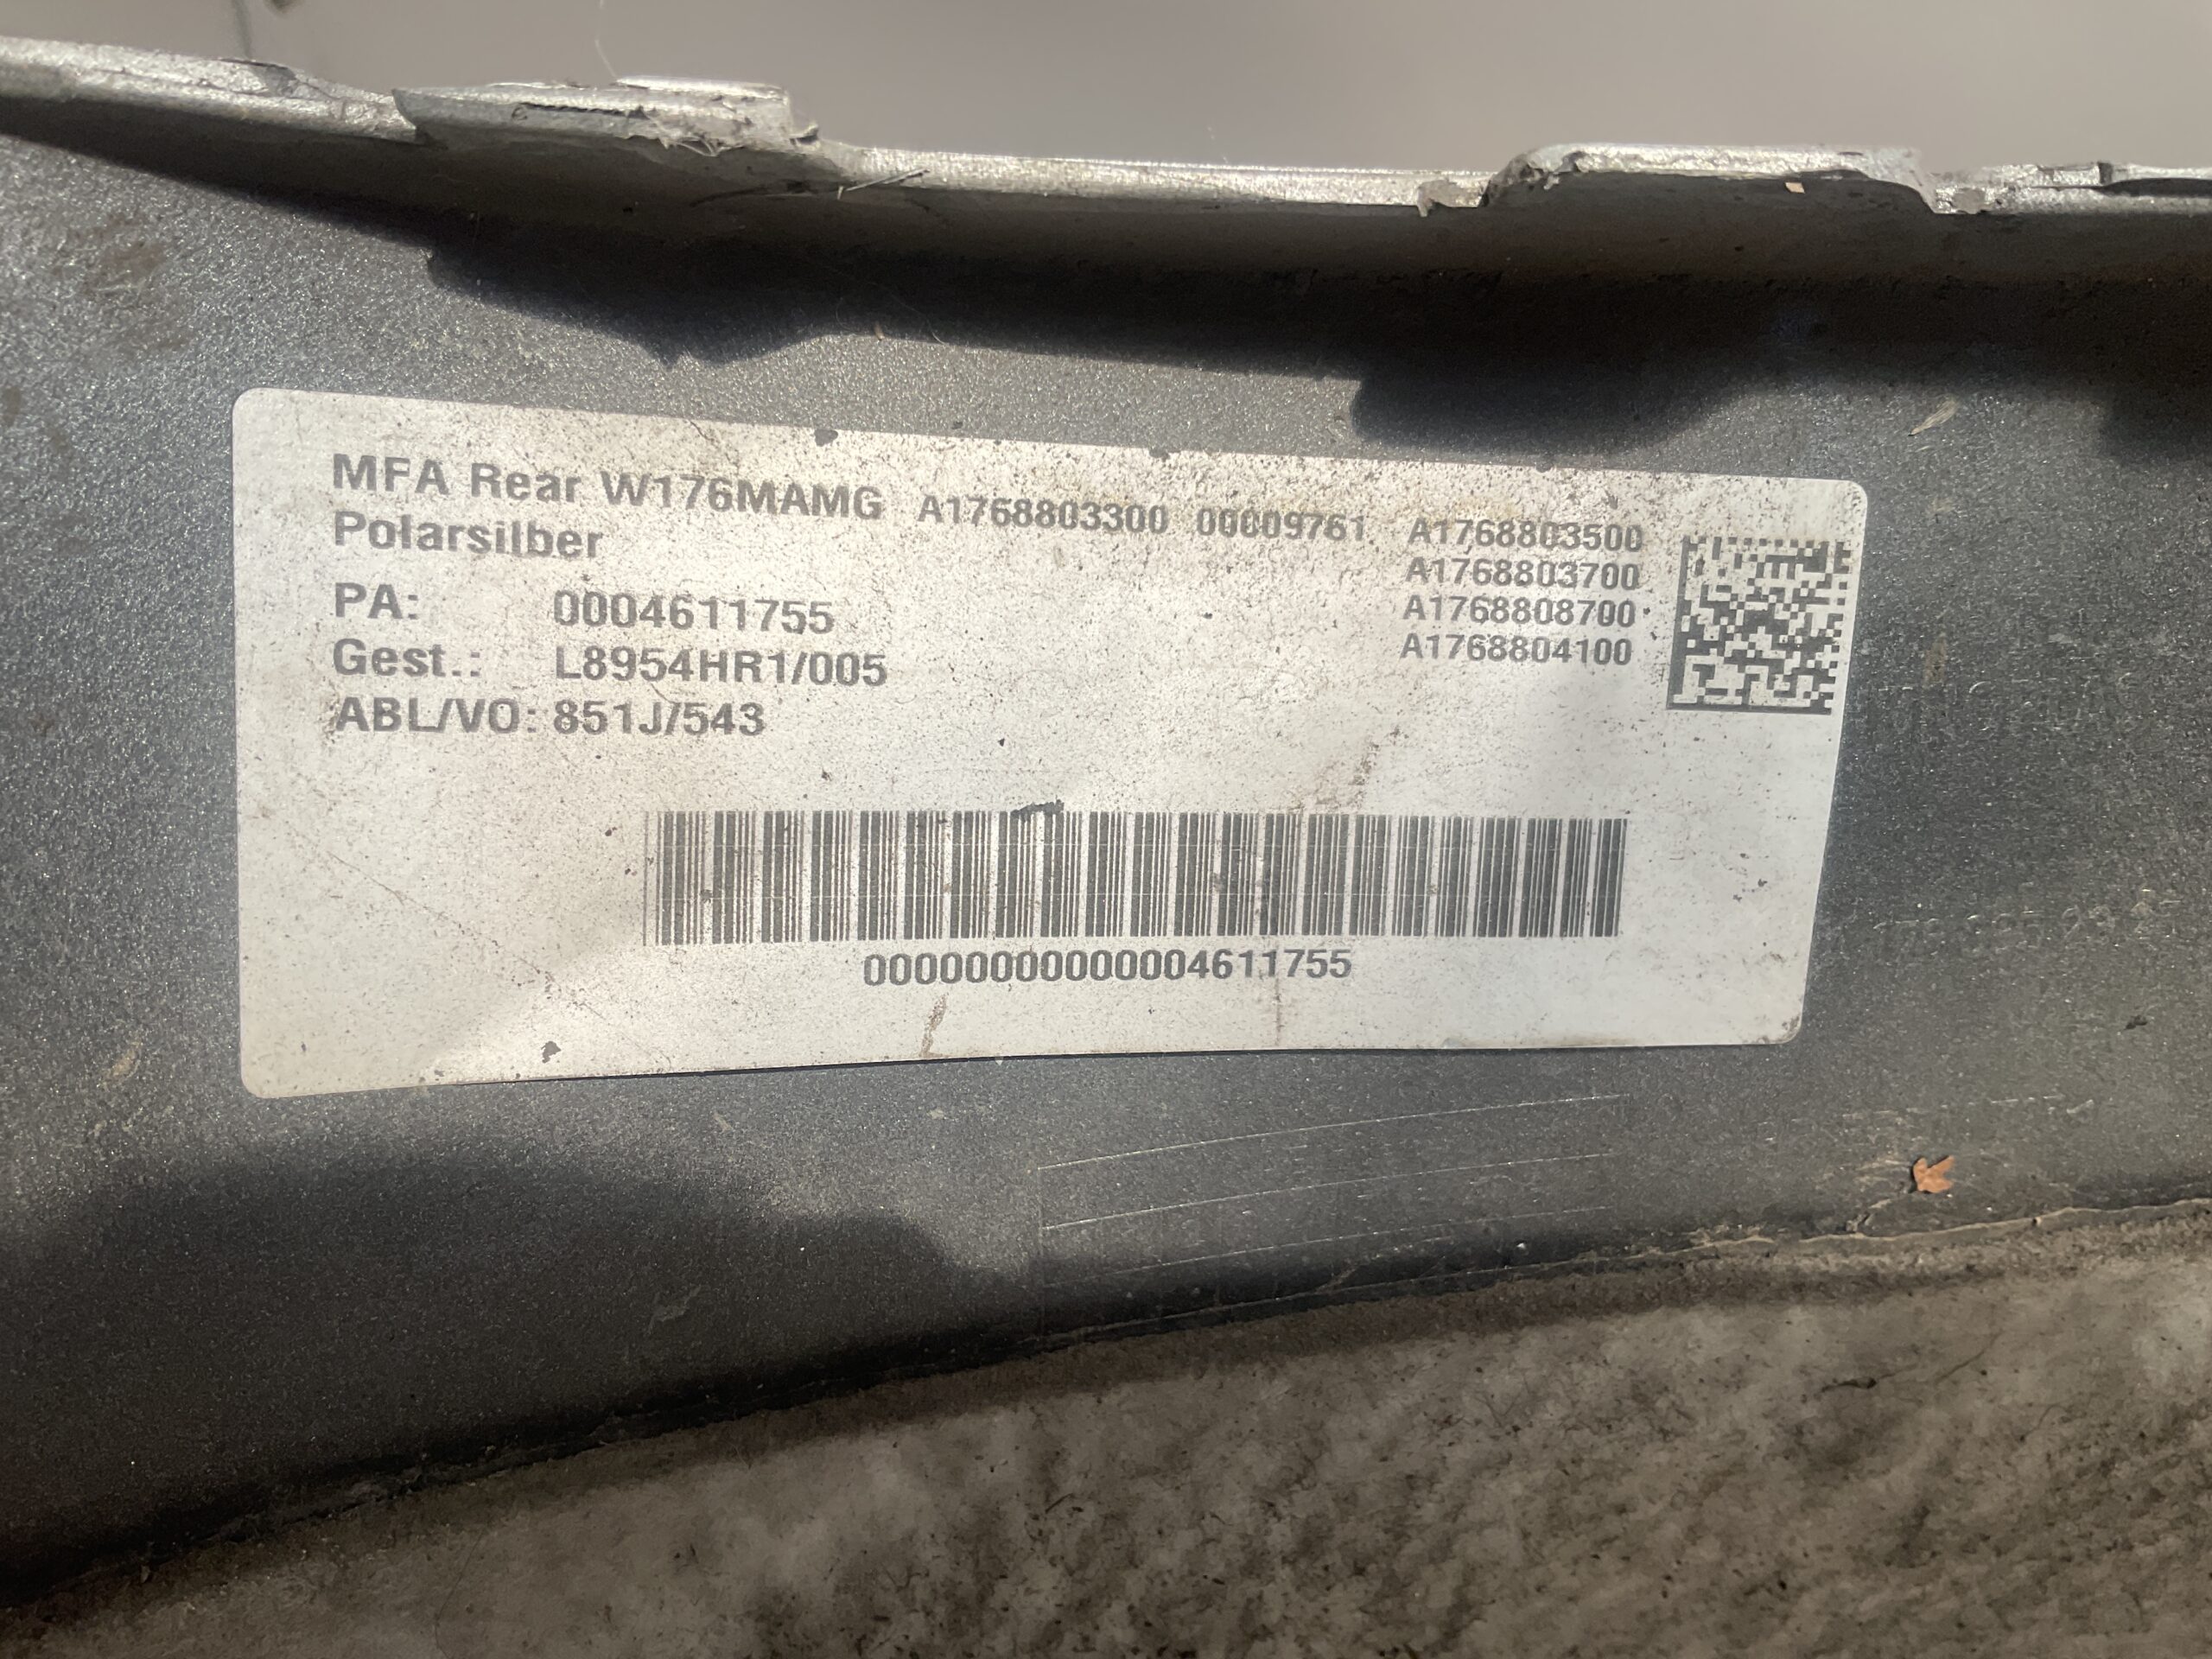 MFA Rear W176MAMG A1768803300 00009761 A1768803500
Polarsilber A1768803700
PA: 0004611755 A1768808700
Gest.: L8954HR1/005 A1768804100
ABL/VO: 851J/543
00000000000004611755